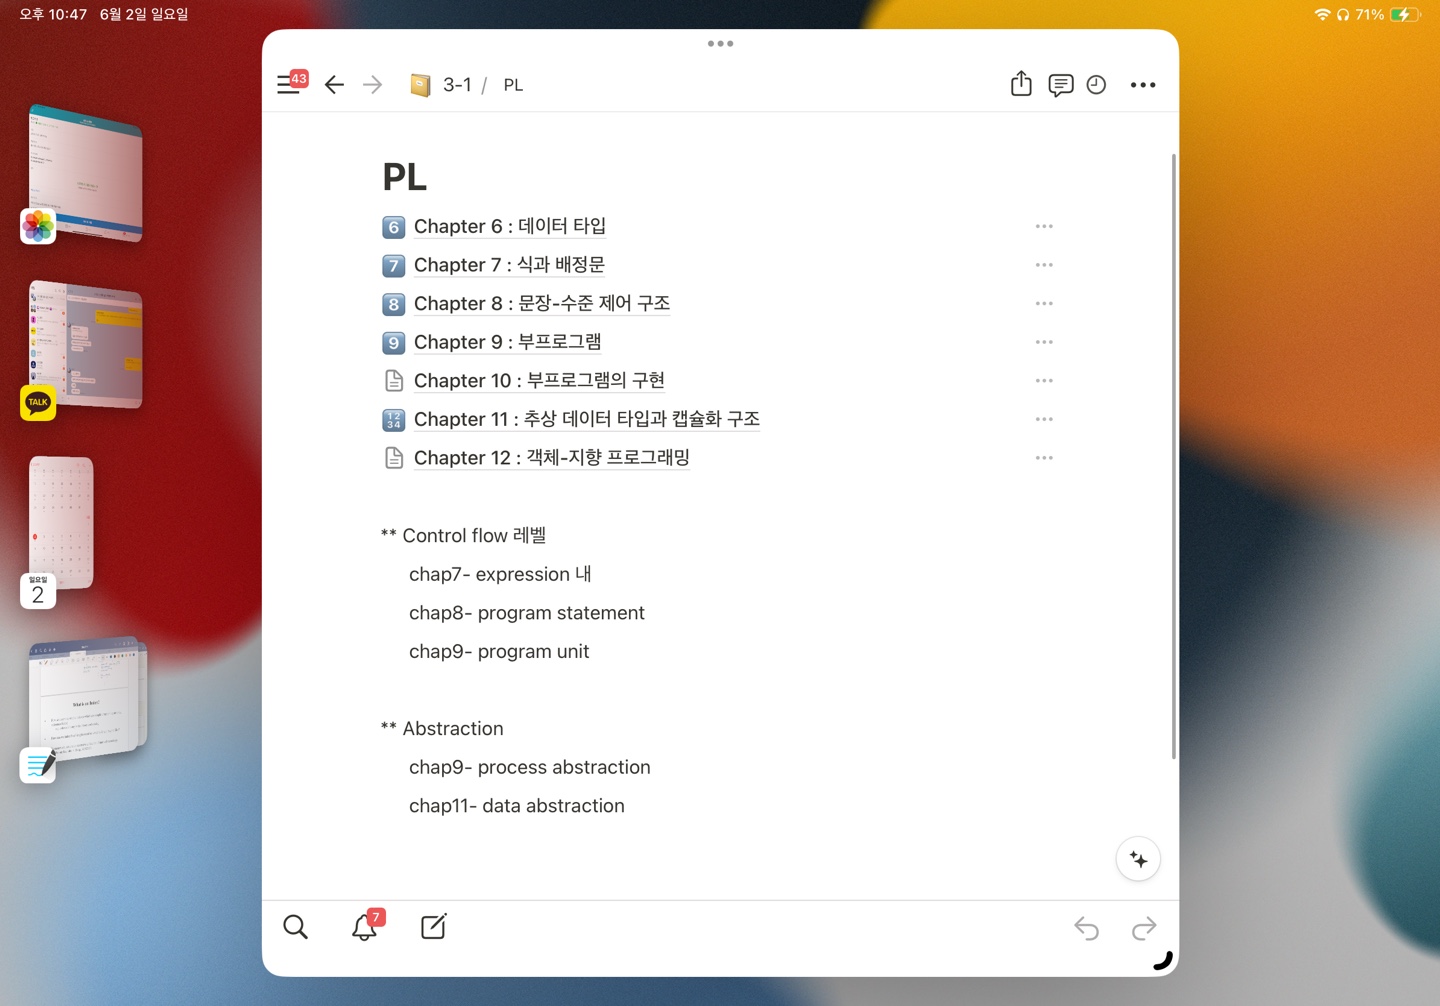 오후 10:47 6월 2일 일요일
71%
43
3-1 / PL
PL
6 Chapter 6 : 데이터 타입
7 Chapter 7 : 식과 배정문
8 Chapter 8 : 문장-수준 제어 구조
9 Chapter 9 : 부프로그램
Chapter 10 : 부프로그램의 구현
1234 Chapter 11 : 추상 데이터 타입과 캡슐화 구조
Chapter 12 : 객체-지향 프로그래밍
** Control flow 레벨
chap7- expression 내
chap8- program statement
chap9- program unit
** Abstraction
chap9- process abstraction
chap11- data abstraction
7
TALK
일요일
2